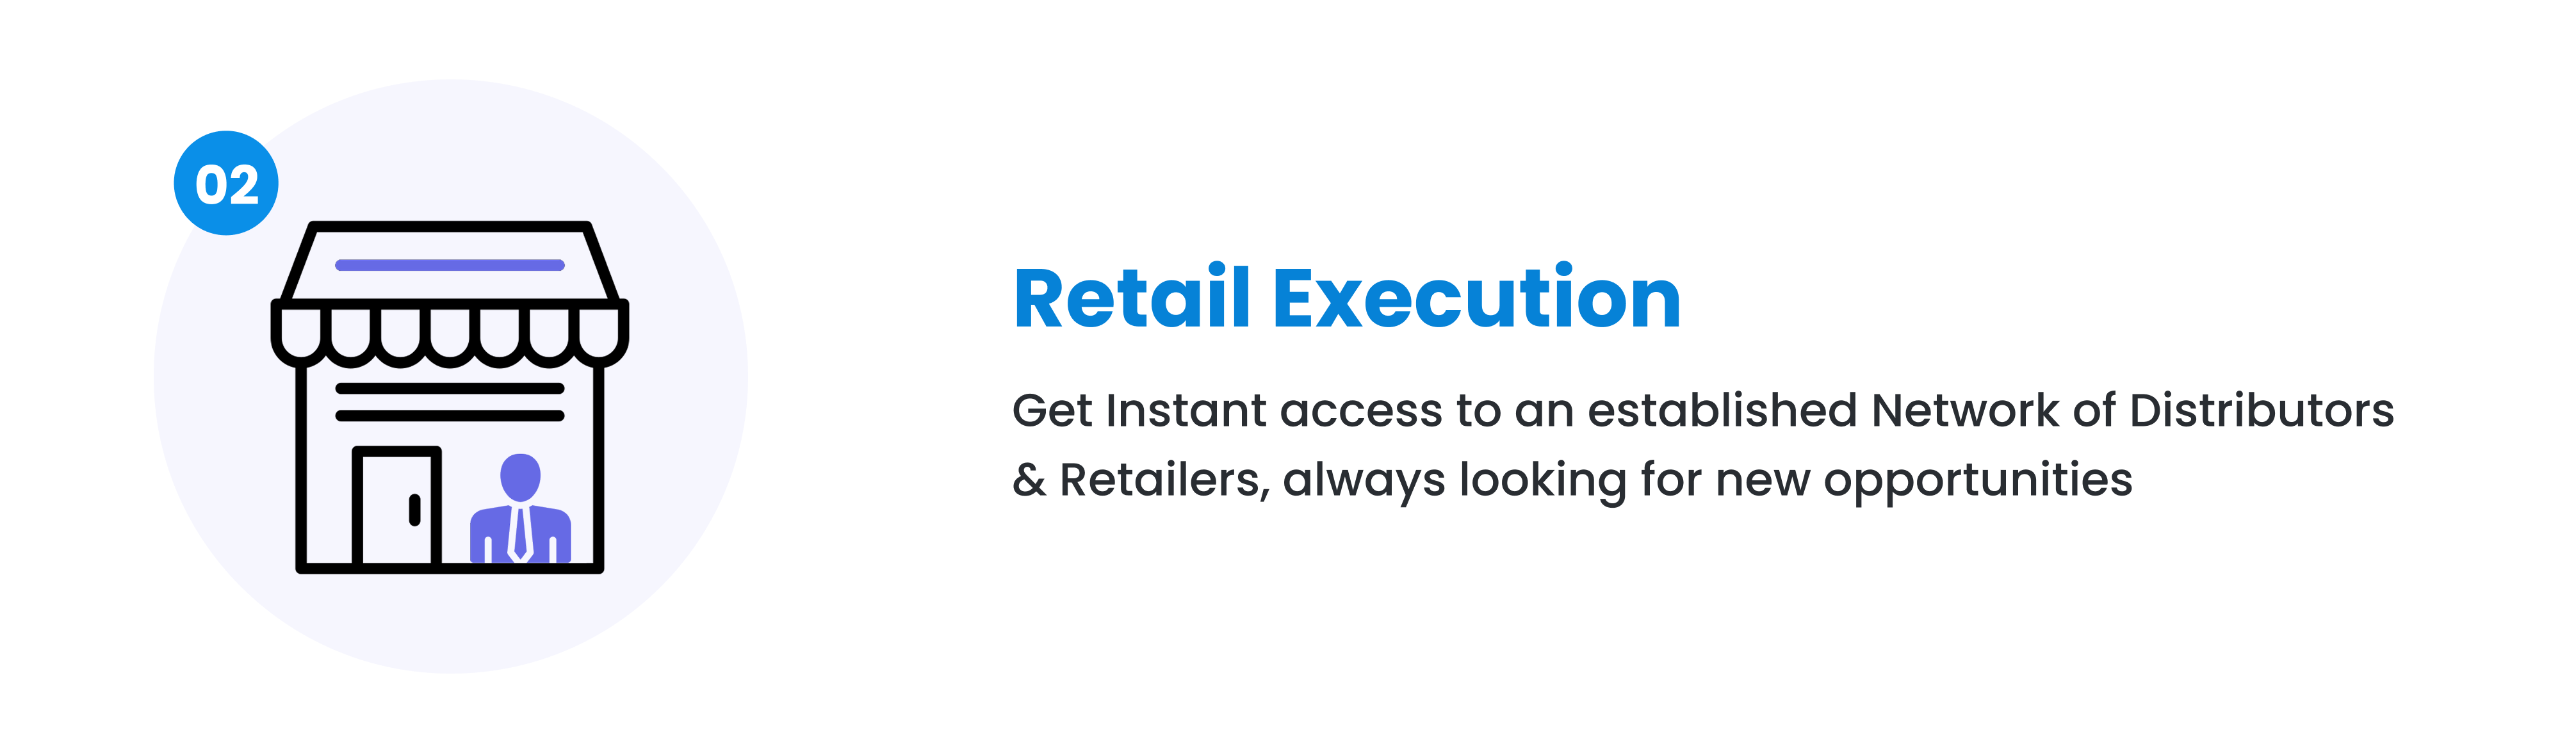 02
Retail Execution
Get Instant access to an established Network of Distributors
& Retailers, always looking for new opportunities